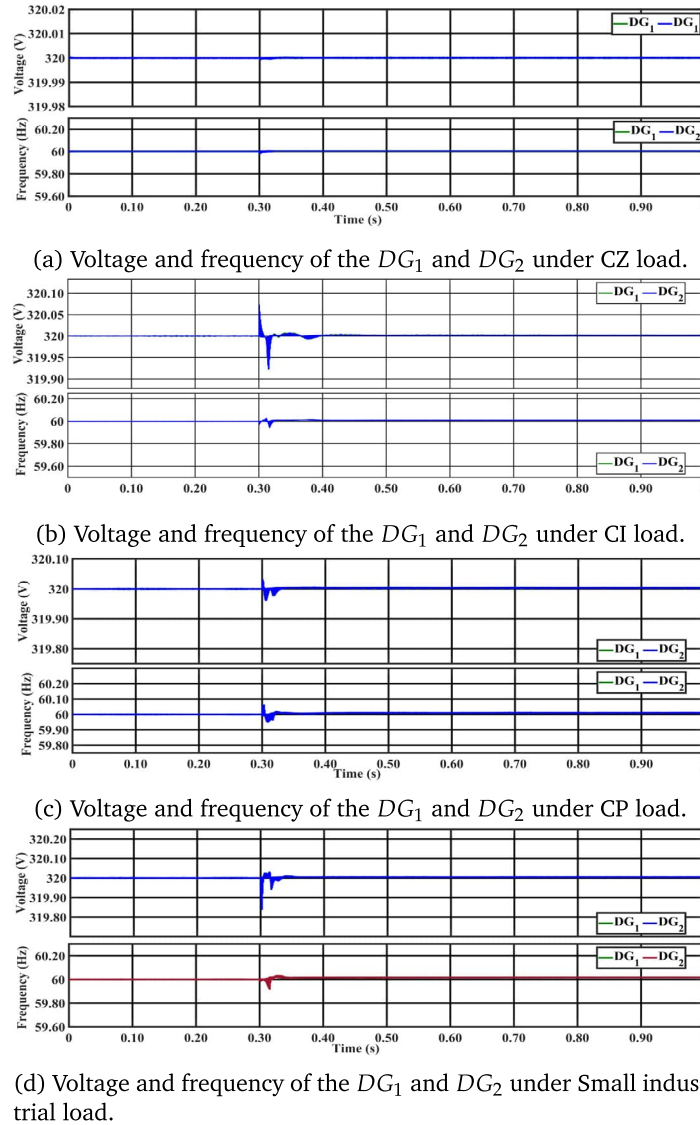 320.02
320.01
320
319.99
319.98
Voltage (V)
DG1 DG1
60.20
60
59.80
59.60
Frequency (Hz)
DG1 DG2
0 0.10 0.20 0.30 0.40 0.50 0.60 0.70 0.80 0.90
Time (s)
(a) Voltage and frequency of the DG1 and DG2 under CZ load.
320.10
320.05
320
319.95
319.90
Voltage (V)
DG1 DG2
60.20
60
59.80
59.60
Frequency (Hz)
DG1 DG2
0 0.10 0.20 0.30 0.40 0.50 0.60 0.70 0.80 0.90
(b) Voltage and frequency of the DG1 and DG2 under CI load.
320.10
320
319.90
319.80
Voltage (V)
DG1 DG2
60.20
60.10
60
59.90
59.80
Frequency (Hz)
DG1 DG2
0 0.10 0.20 0.30 0.40 0.50 0.60 0.70 0.80 0.90
Time (s)
(c) Voltage and frequency of the DG1 and DG2 under CP load.
320.20
320.10
320
319.90
319.80
Voltage (V)
DG1 DG2
60.20
60
59.80
59.60
Frequency (Hz)
DG1 DG2
0 0.10 0.20 0.30 0.40 0.50 0.60 0.70 0.80 0.90
Time (s)
(d) Voltage and frequency of the DG1 and DG2 under Small indus
trial load.